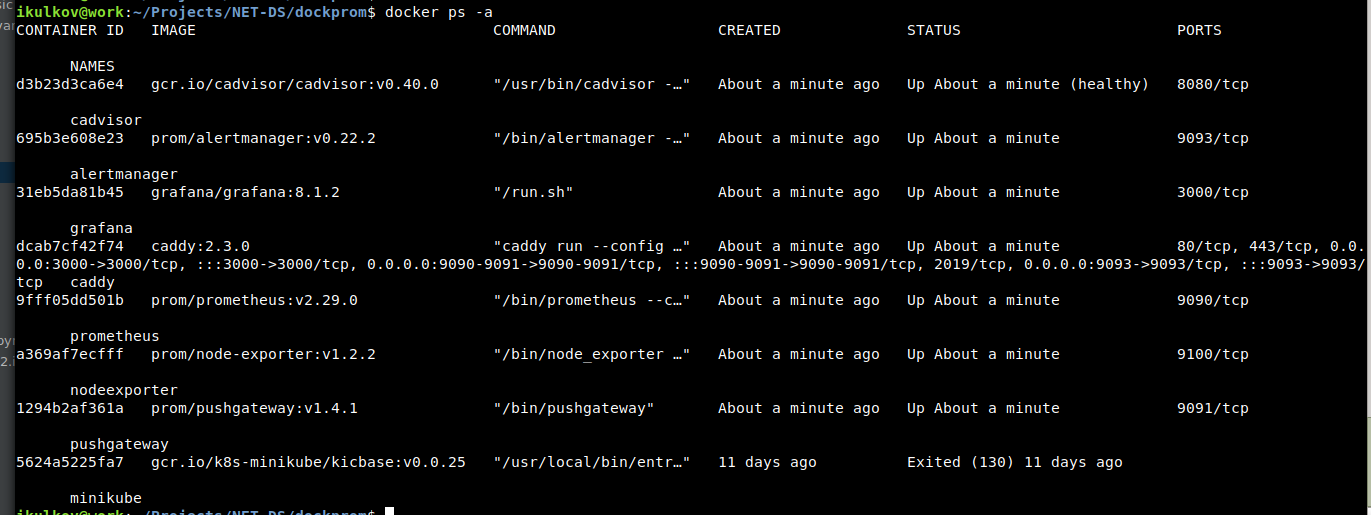 ikulkov@work:~/Projects/NET-DS/dockprom$ docker ps -a
CONTAINER ID   IMAGE                                 COMMAND                  CREATED              STATUS                        PORTS
      NAMES
d3b23d3ca6e4   gcr.io/cadvisor/cadvisor:v0.40.0      "/usr/bin/cadvisor -…"   About a minute ago   Up About a minute (healthy)   8080/tcp
      cadvisor
695b3e608e23   prom/alertmanager:v0.22.2             "/bin/alertmanager -…"   About a minute ago   Up About a minute             9093/tcp
      alertmanager
31eb5da81b45   grafana/grafana:8.1.2                 "/run.sh"                About a minute ago   Up About a minute             3000/tcp
      grafana
dcab7cf42f74   caddy:2.3.0                           "caddy run --config …"   About a minute ago   Up About a minute             80/tcp, 443/tcp, 0.0.
0.0:3000->3000/tcp, :::3000->3000/tcp, 0.0.0.0:9090-9091->9090-9091/tcp, :::9090-9091->9090-9091/tcp, 2019/tcp, 0.0.0.0:9093->9093/tcp, :::9093->9093/
tcp   caddy
9fff05dd501b   prom/prometheus:v2.29.0               "/bin/prometheus --c…"   About a minute ago   Up About a minute             9090/tcp
      prometheus
a369af7ecfff   prom/node-exporter:v1.2.2             "/bin/node_exporter …"   About a minute ago   Up About a minute             9100/tcp
      nodeexporter
1294b2af361a   prom/pushgateway:v1.4.1               "/bin/pushgateway"       About a minute ago   Up About a minute             9091/tcp
      pushgateway
5624a5225fa7   gcr.io/k8s-minikube/kicbase:v0.0.25   "/usr/local/bin/entr…"   11 days ago          Exited (130) 11 days ago
      minikube
ikulkov@work:~/Projects/NET-DS/dockprom$